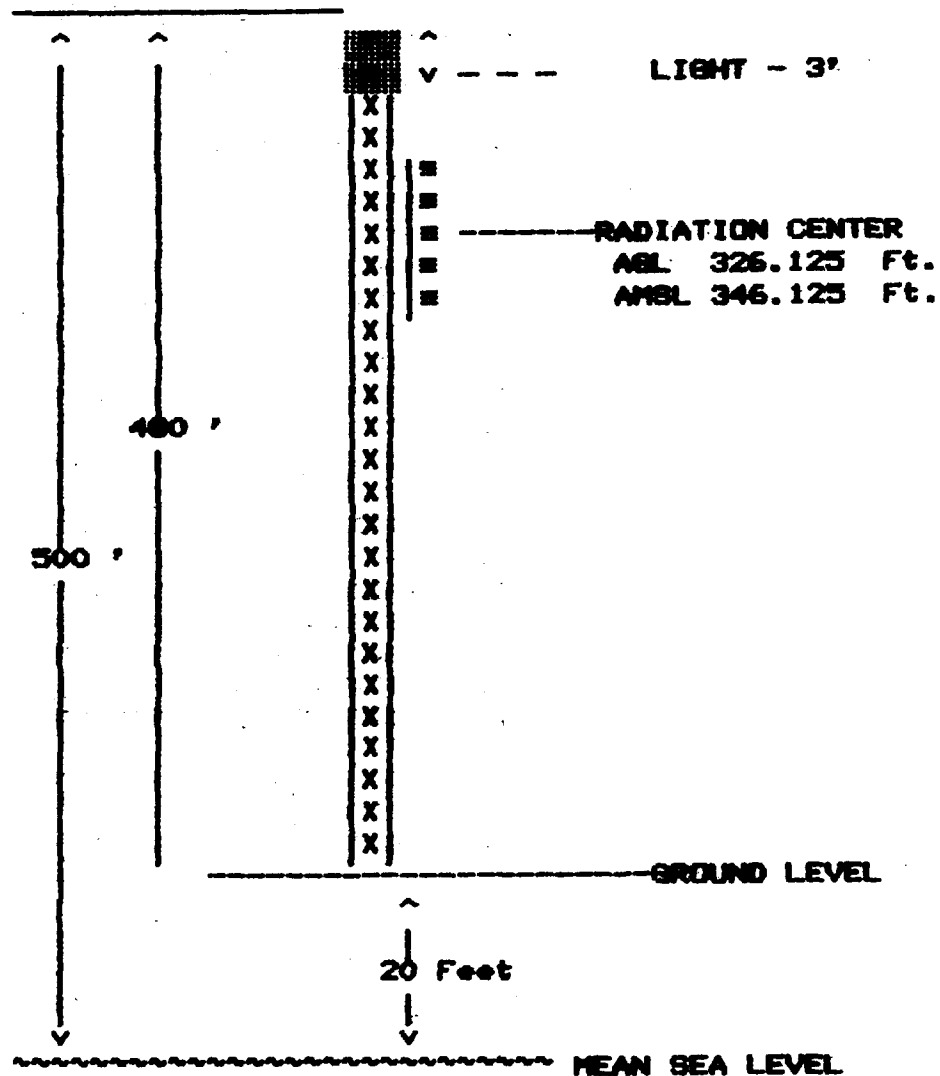 LIGHT - 3'
RADIATION CENTER
AGL 326.125 Ft.
AMSL 346.125 Ft.
480 '
500 '
GROUND LEVEL
20 Feet
MEAN SEA LEVEL